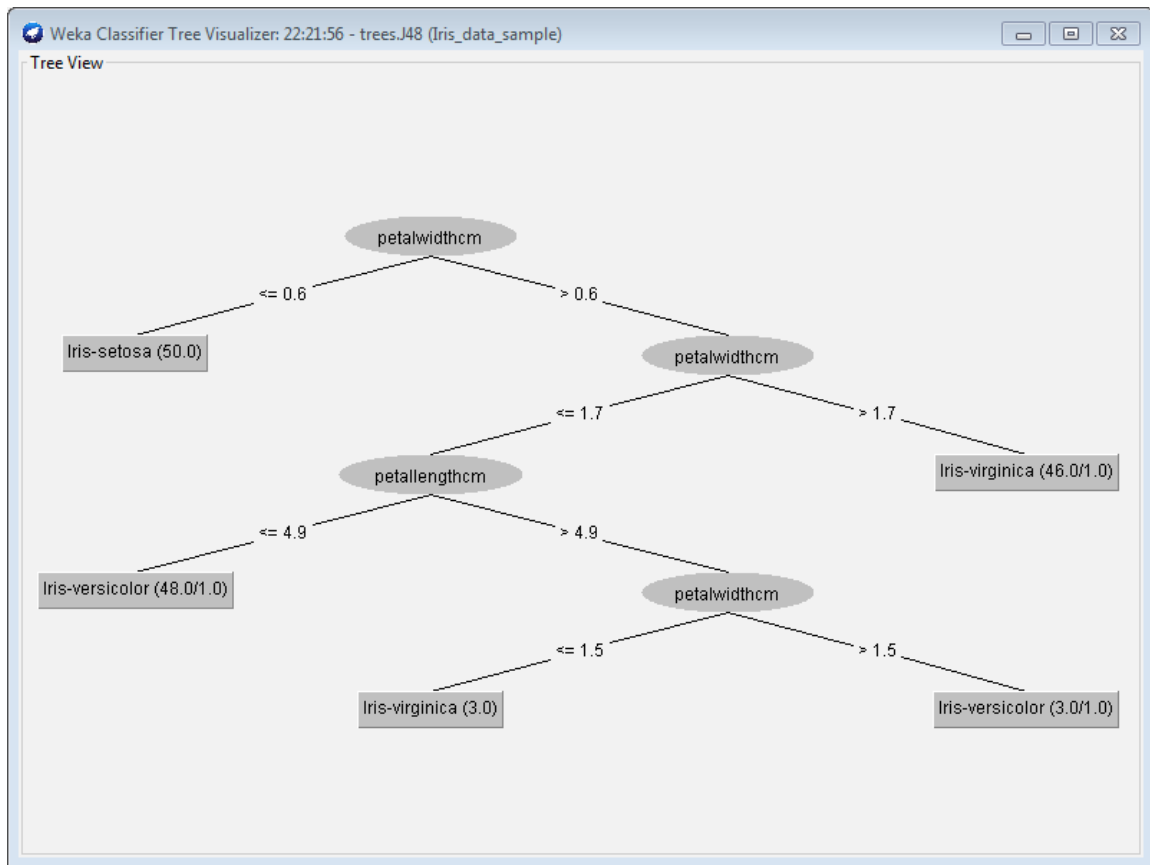 Weka Classifier Tree Visualizer: 22:21:56 - trees.J48 (Iris_data_sample)
Tree View
petalwidthcm
<= 0.6
> 0.6
Iris-setosa (50.0)
petalwidthcm
<= 1.7
> 1.7
petallengthcm
Iris-virginica (46.0/1.0)
<= 4.9
> 4.9
Iris-versicolor (48.0/1.0)
petalwidthcm
<= 1.5
> 1.5
Iris-virginica (3.0)
Iris-versicolor (3.0/1.0)